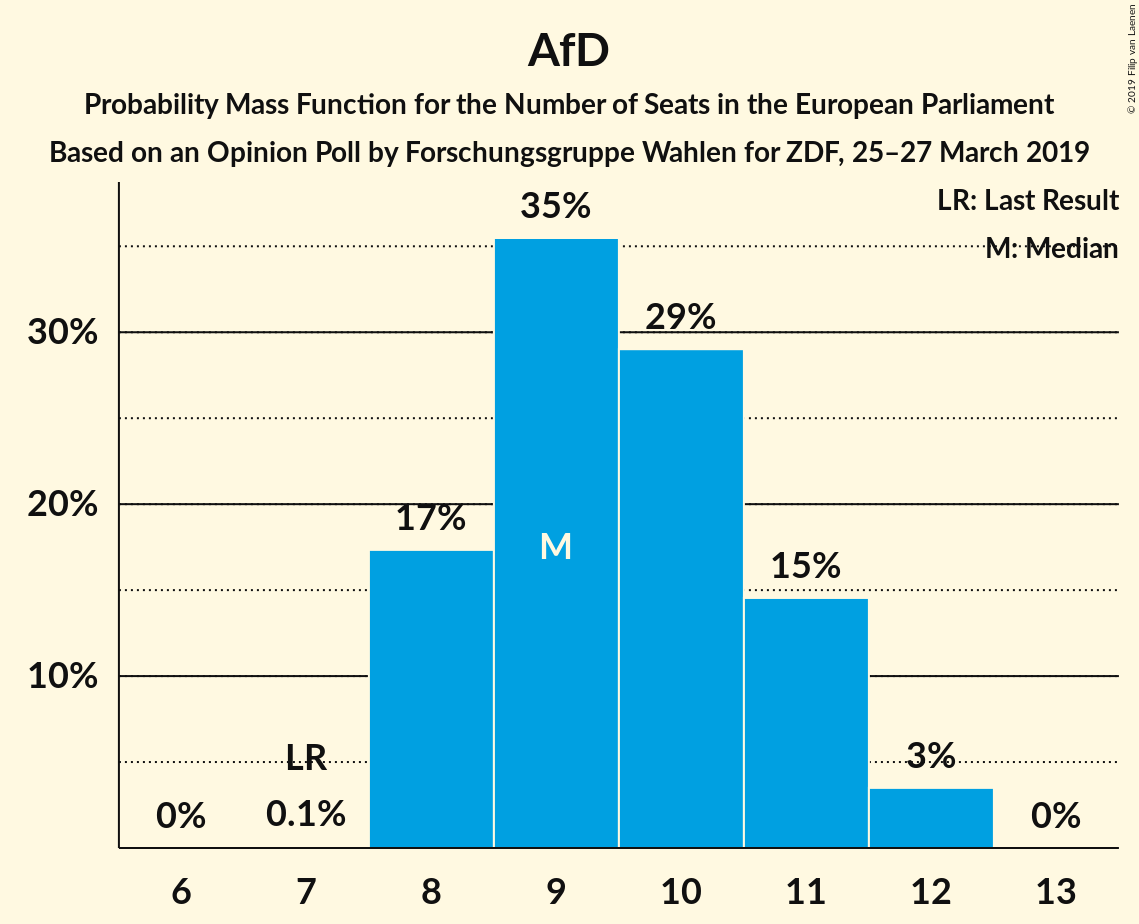 AfD
Probability Mass Function for the Number of Seats in the European Parliament
Based on an Opinion Poll by Forschungsgruppe Wahlen for ZDF, 25–27 March 2019
© 2019 Filip van Laenen
LR: Last Result
M: Median
30%
20%
10%
0%
LR
0.1%
17%
35%
M
29%
15%
3%
0%
6 7 8 9 10 11 12 13